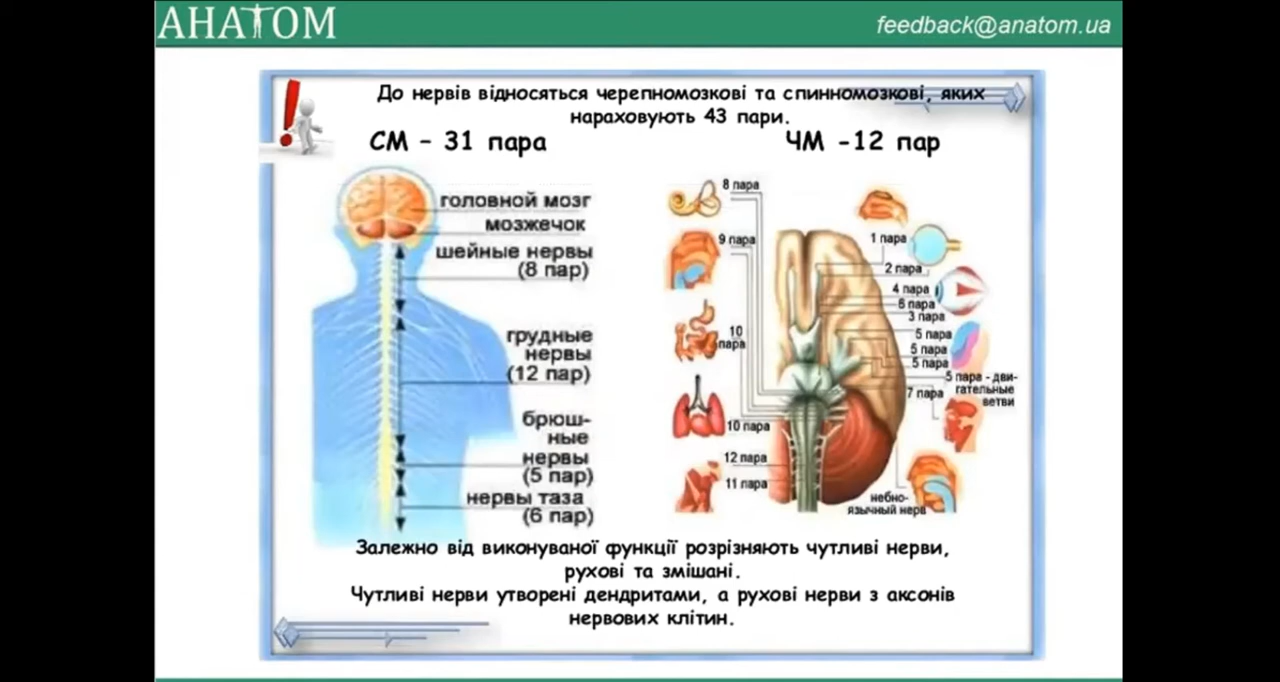 АНАТОМ
feedback@anatom.ua
До нервів відносяться черепномозкові та спинномозкові, яких
нараховують 43 пари.
СМ – 31 пара
ЧМ -12 пар
головной мозг
мозжечок
шейные нервы
(8 пар)
грудные
нервы
(12 пар)
брюш-
ные
нервы
(5 пар)
нервы таза
(6 пар)
8 пара
9 пара
10
пара
10 пара
12 пара
11 пара
1 пара
2 пара
4 пара
6 пара
3 пара
5 пара
5 пара
5 пара
5 пара - дви-
гательные
ветви
7 пара
небно-
язычный нерв
Залежно від виконуваної функції розрізняють чутливі нерви,
рухові та змішані.
Чутливі нерви утворені дендритами, а рухові нерви з аксонів
нервових клітин.